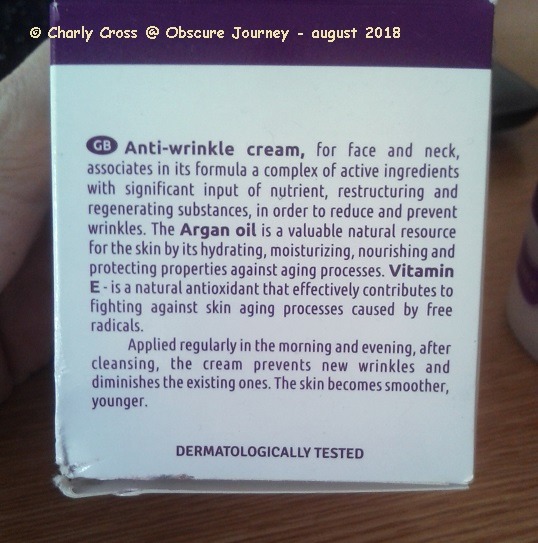 © Charly Cross @ Obscure Journey - august 2018
GB Anti-wrinkle cream, for face and neck,
associates in its formula a complex of active ingredients
with significant input of nutrient, restructuring and
regenerating substances, in order to reduce and prevent
wrinkles. The Argan oil is a valuable natural resource
for the skin by its hydrating, moisturizing, nourishing and
protecting properties against aging processes. Vitamin
E - is a natural antioxidant that effectively contributes to
fighting against skin aging processes caused by free
radicals.
Applied regularly in the morning and evening, after
cleansing, the cream prevents new wrinkles and
diminishes the existing ones. The skin becomes smoother,
younger.
DERMATOLOGICALLY TESTED